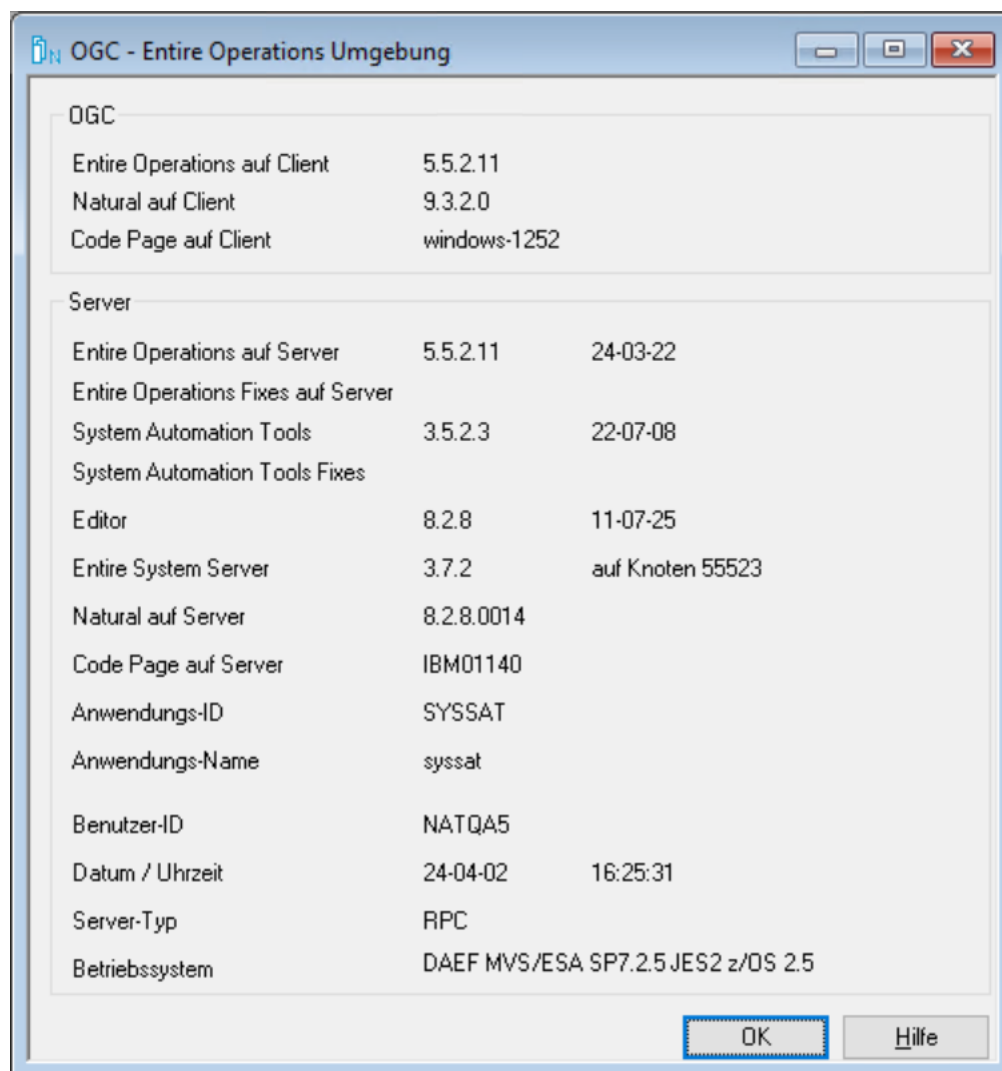 OGC - Entire Operations Umgebung
OGC
Entire Operations auf Client 5.5.2.11
Natural auf Client 9.3.2.0
Code Page auf Client windows-1252
Server
Entire Operations auf Server 5.5.2.11 24-03-22
Entire Operations Fixes auf Server
System Automation Tools 3.5.2.3 22-07-08
System Automation Tools Fixes
Editor 8.2.8 11-07-25
Entire System Server 3.7.2 auf Knoten 55523
Natural auf Server 8.2.8.0014
Code Page auf Server IBM01140
Anwendungs-ID SYSSAT
Anwendungs-Name syssat
Benutzer-ID NATQA5
Datum / Uhrzeit 24-04-02 16:25:31
Server-Typ RPC
Betriebssystem DAEF MVS/ESA SP7.2.5 JES2 z/OS 2.5
OK Hilfe